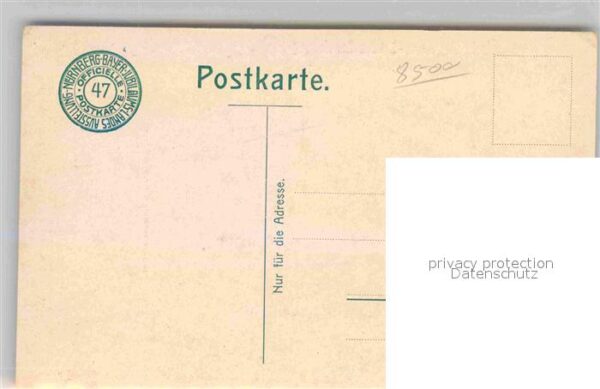 NÜRNBERG·BAYER·JUBILÄUMS·LANDES AUSSTELLUNG·
·OFFICIELLE·
47
POSTKARTE
Postkarte.
8500
Nur für die Adresse.
privacy protection
Datenschutz